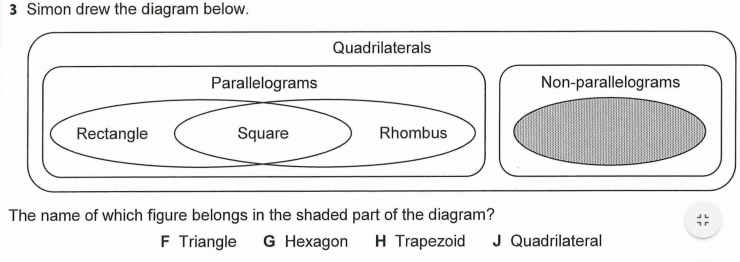 3 Simon drew the diagram below.
Quadrilaterals
Parallelograms
Non-parallelograms
Rectangle
Square
Rhombus
The name of which figure belongs in the shaded part of the diagram?
F Triangle G Hexagon H Trapezoid J Quadrilateral